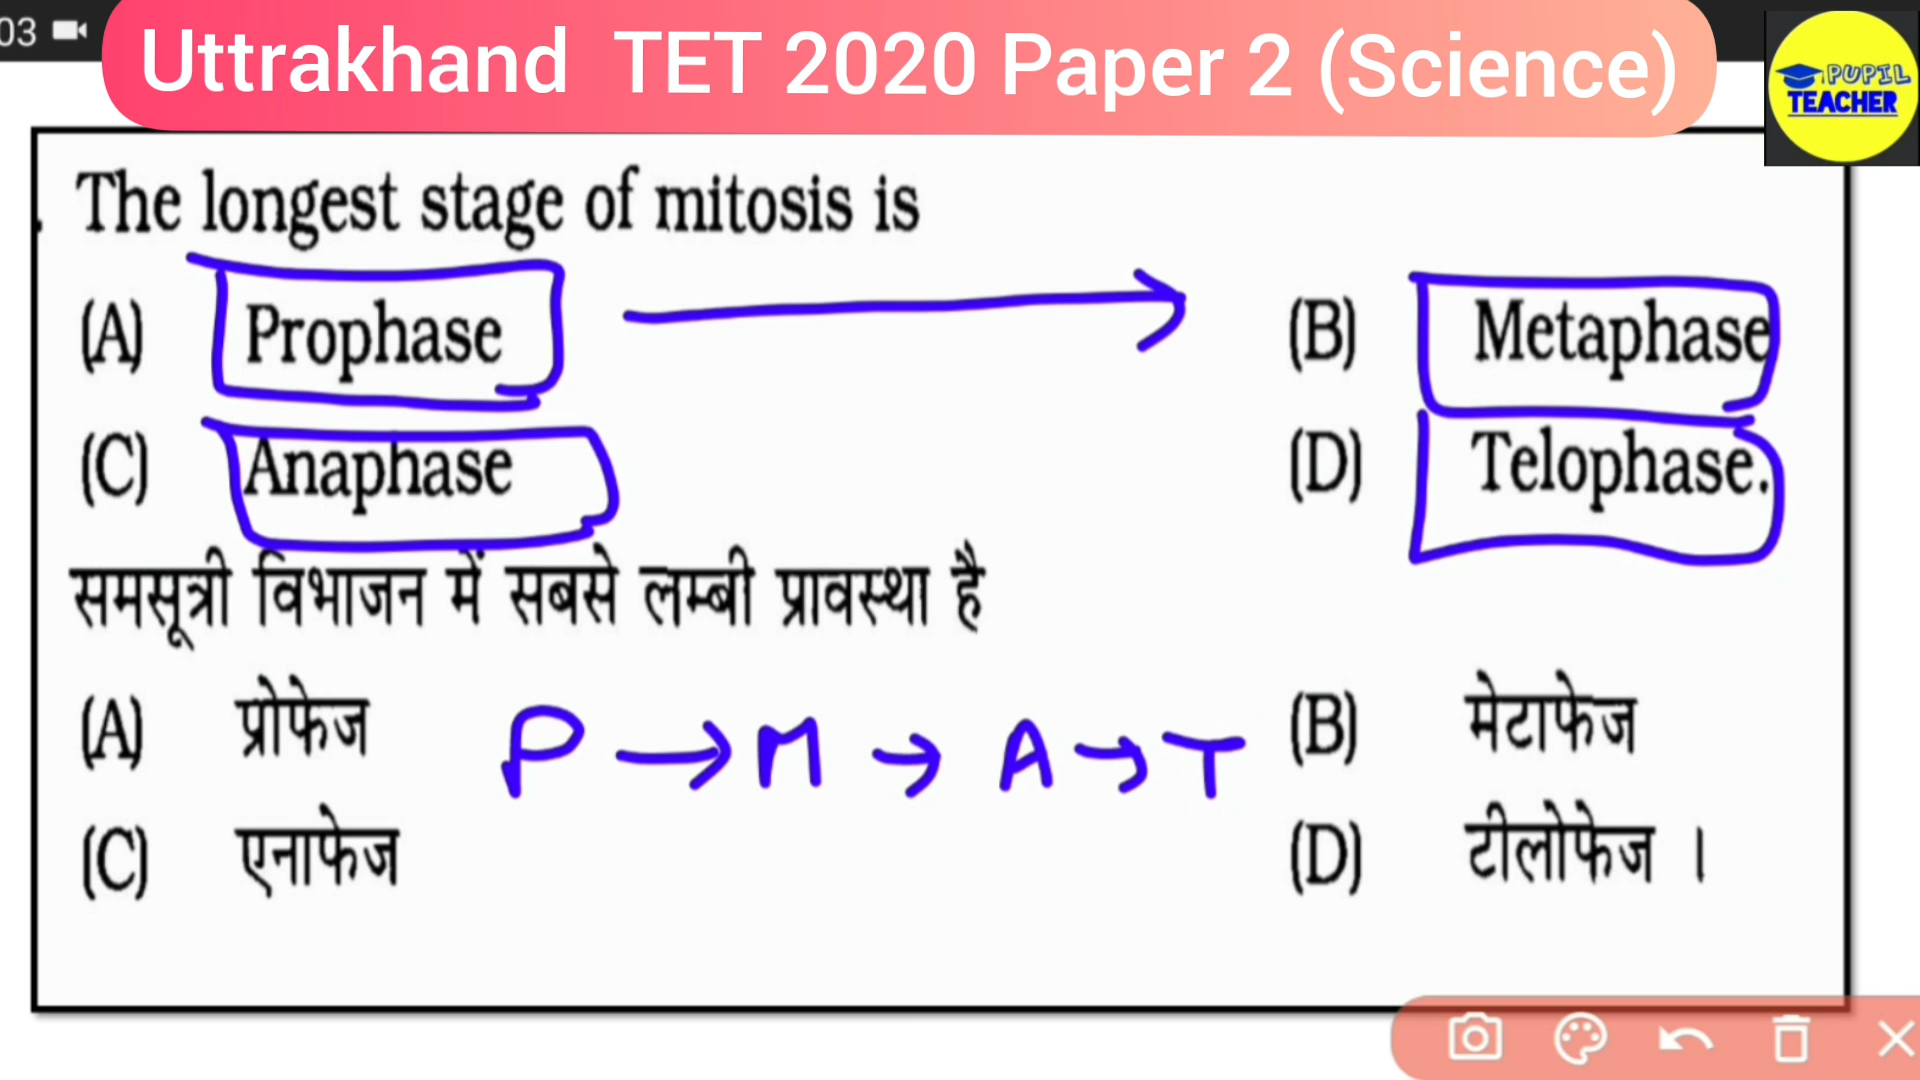 03
Uttrakhand TET 2020 Paper 2 (Science)
PUPIL
TEACHER
. The longest stage of mitosis is
(A) Prophase (B) Metaphase
(C) Anaphase (D) Telophase.
समसूत्री विभाजन में सबसे लम्बी प्रावस्था है
(A) प्रोफेज (B) मेटाफेज
P → M → A → T
(C) एनाफेज (D) टीलोफेज ।